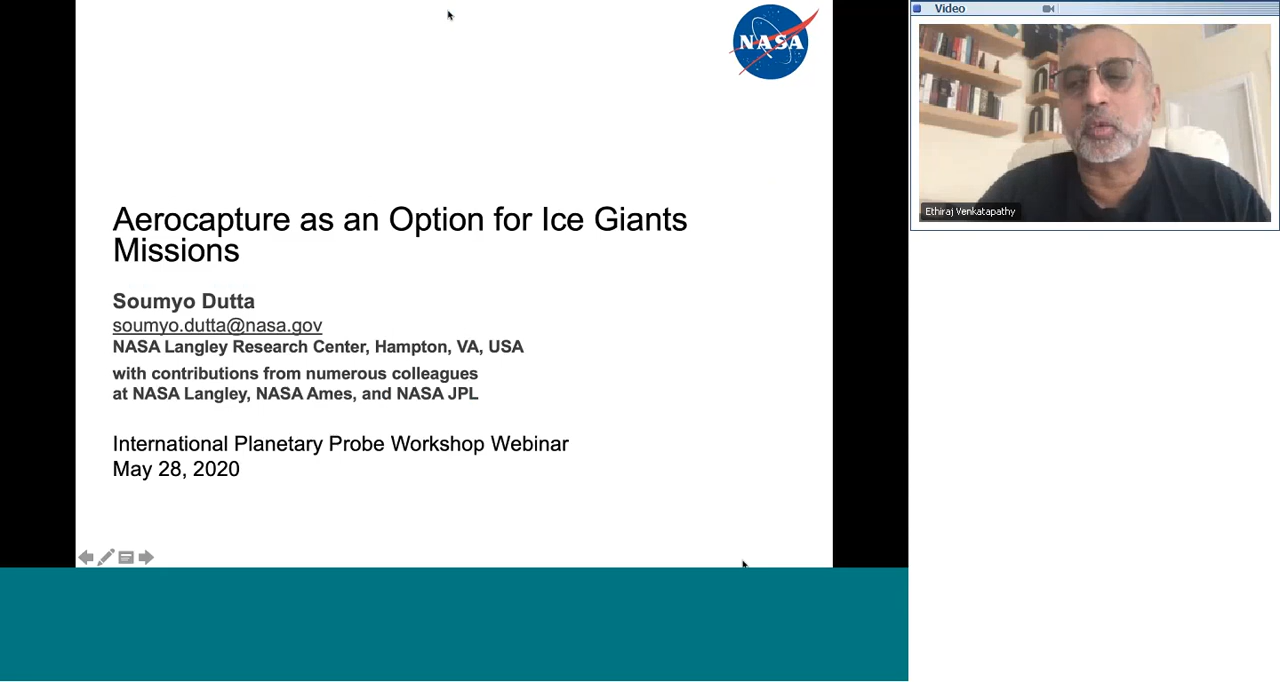 NASA
Aerocapture as an Option for Ice Giants
Missions
Soumyo Dutta
soumyo.dutta@nasa.gov
NASA Langley Research Center, Hampton, VA, USA
with contributions from numerous colleagues
at NASA Langley, NASA Ames, and NASA JPL
International Planetary Probe Workshop Webinar
May 28, 2020
Video
Ethiraj Venkatapathy